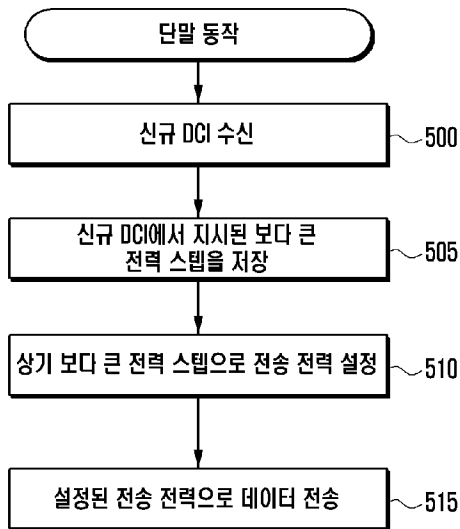 단말 동작
신규 DCI 수신
500
신규 DCI에서 지시된 보다 큰
전력 스텝을 저장
505
상기 보다 큰 전력 스텝으로 전송 전력 설정
510
설정된 전송 전력으로 데이터 전송
515